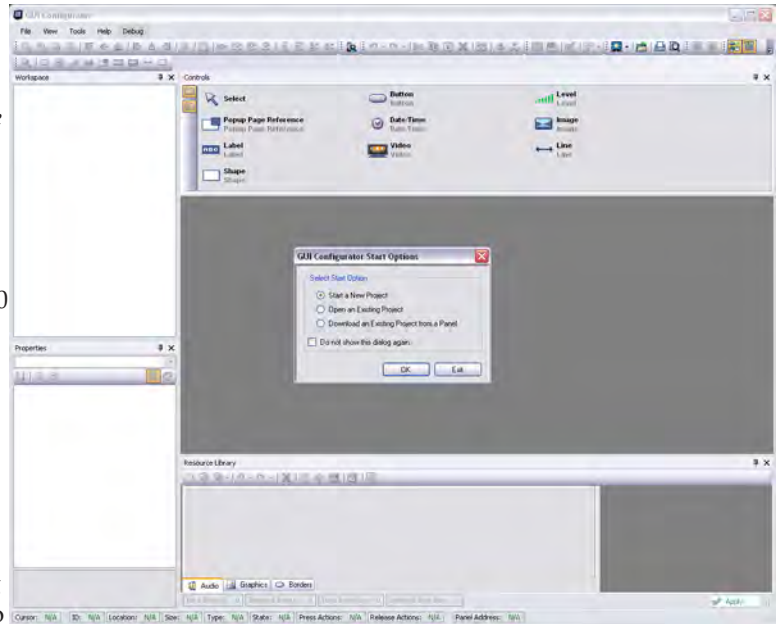 GUI Configurator
File View Tools Help Debug
Workspace
Controls
Select
Button
Button
Level
Level
Popup Page Reference
Popup Page Reference
Date Time
Date Time
Image
Image
Label
Label
Video
Video
Line
Line
Shape
Shape
GUI Configurator Start Options
Select Start Option
Start a New Project
Open an Existing Project
Download an Existing Project from a Panel
Do not show this dialog again.
OK
Exit
0
Properties
Resource Library
Audio
Graphics
Borders
Apply
Cursor: N/A ID: N/A Location: N/A Size: N/A Type: N/A State: N/A Press Actions: N/A Release Actions: N/A Panel Address: N/A